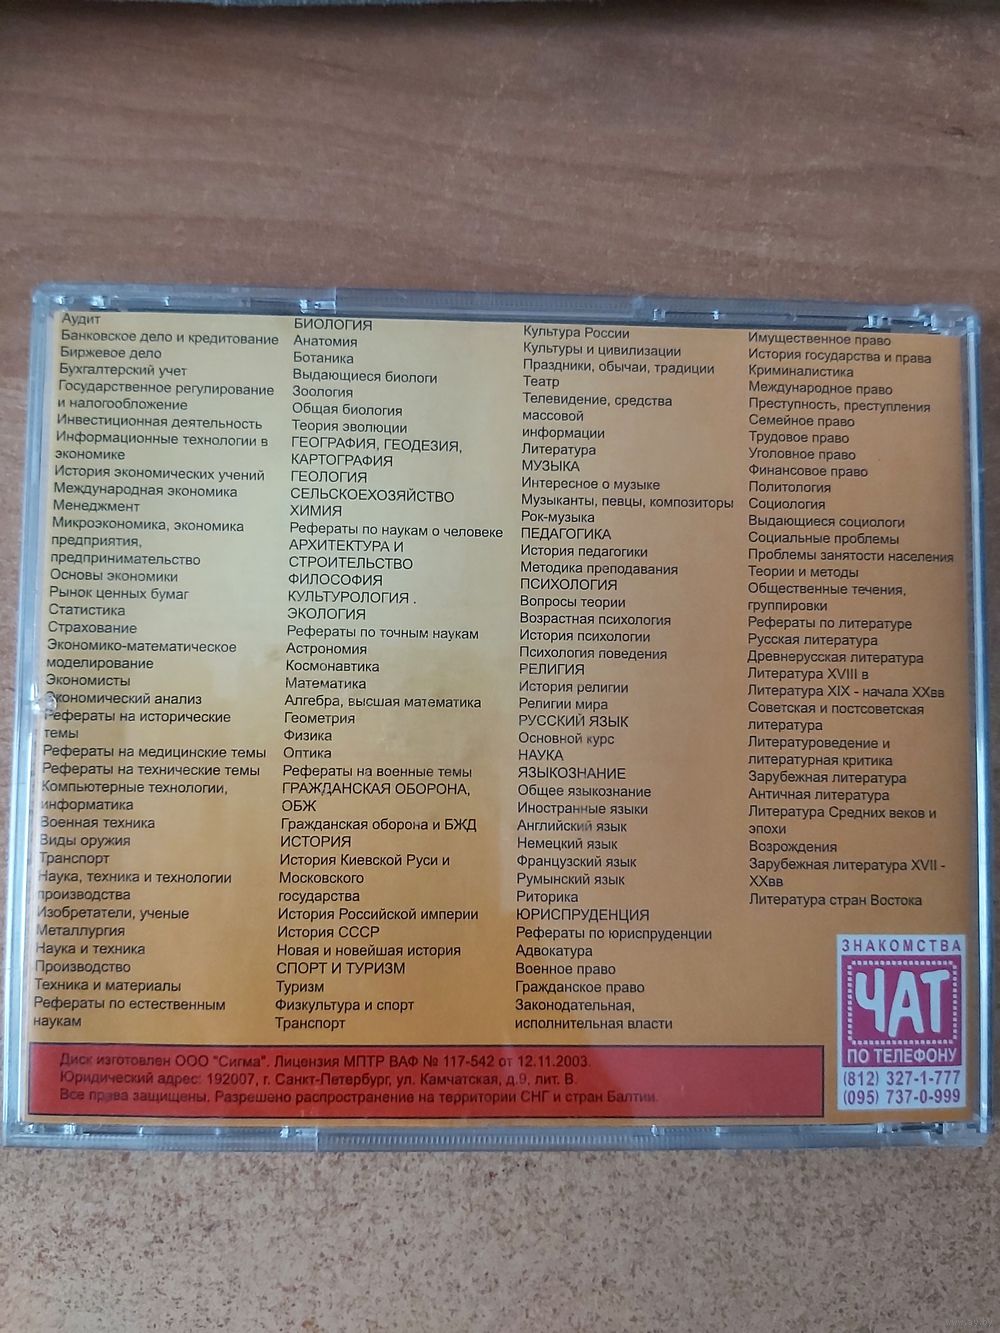 Аудит
Банковское дело и кредитование
Биржевое дело
Бухгалтерский учет
Государственное регулирование
и налогообложение
Инвестиционная деятельность
Информационные технологии в
экономике
История экономических учений
Международная экономика
Менеджмент
Микроэкономика, экономика
предприятия,
предпринимательство
Основы экономики
Рынок ценных бумаг
Статистика
Страхование
Экономико-математическое
моделирование
Экономисты
Экономический анализ
Рефераты на исторические
темы
Рефераты на медицинские темы
Рефераты на технические темы
Компьютерные технологии,
информатика
Военная техника
Виды оружия
Транспорт
Наука, техника и технологии
производства
Изобретатели, ученые
Металлургия
Наука и техника
Производство
Техника и материалы
Рефераты по естественным
наукам
БИОЛОГИЯ
Анатомия
Ботаника
Выдающиеся биологи
Зоология
Общая биология
Теория эволюции
ГЕОГРАФИЯ, ГЕОДЕЗИЯ,
КАРТОГРАФИЯ
ГЕОЛОГИЯ
СЕЛЬСКОЕХОЗЯЙСТВО
ХИМИЯ
Рефераты по наукам о человеке
АРХИТЕКТУРА И
СТРОИТЕЛЬСТВО
ФИЛОСОФИЯ
КУЛЬТУРОЛОГИЯ .
ЭКОЛОГИЯ
Рефераты по точным наукам
Астрономия
Космонавтика
Математика
Алгебра, высшая математика
Геометрия
Физика
Оптика
Рефераты на военные темы
ГРАЖДАНСКАЯ ОБОРОНА,
ОБЖ
Гражданская оборона и БЖД
ИСТОРИЯ
История Киевской Руси и
Московского
государства
История Российской империи
История СССР
Новая и новейшая история
СПОРТ И ТУРИЗМ
Туризм
Физкультура и спорт
Транспорт
Культура России
Культуры и цивилизации
Праздники, обычаи, традиции
Театр
Телевидение, средства
массовой
информации
Литература
МУЗЫКА
Интересное о музыке
Музыканты, певцы, композиторы
Рок-музыка
ПЕДАГОГИКА
История педагогики
Методика преподавания
ПСИХОЛОГИЯ
Вопросы теории
Возрастная психология
История психологии
Психология поведения
РЕЛИГИЯ
История религии
Религии мира
РУССКИЙ ЯЗЫК
Основной курс
НАУКА
ЯЗЫКОЗНАНИЕ
Общее языкознание
Иностранные языки
Английский язык
Немецкий язык
Французский язык
Румынский язык
Риторика
ЮРИСПРУДЕНЦИЯ
Рефераты по юриспруденции
Адвокатура
Военное право
Гражданское право
Законодательная,
исполнительная власти
Имущественное право
История государства и права
Криминалистика
Международное право
Преступность, преступления
Семейное право
Трудовое право
Уголовное право
Финансовое право
Политология
Социология
Выдающиеся социологи
Социальные проблемы
Проблемы занятости населения
Теории и методы
Общественные течения,
группировки
Рефераты по литературе
Русская литература
Древнерусская литература
Литература XVIII в
Литература XIX - начала XXвв
Советская и постсоветская
литература
Литературоведение и
литературная критика
Зарубежная литература
Античная литература
Литература Средних веков и
эпохи
Возрождения
Зарубежная литература XVII -
XXвв
Литература стран Востока
ЗНАКОМСТВА
ЧАТ
ПО ТЕЛЕФОНУ
(812) 327-1-777
(095) 737-0-999
Диск изготовлен ООО "Сигма". Лицензия МПТР ВАФ № 117-542 от 12.11.2003.
Юридический адрес: 192007, г. Санкт-Петербург, ул. Камчатская, д.9, лит. В.
Все права защищены. Разрешено распространение на территории СНГ и стран Балтии.
www.ay.by